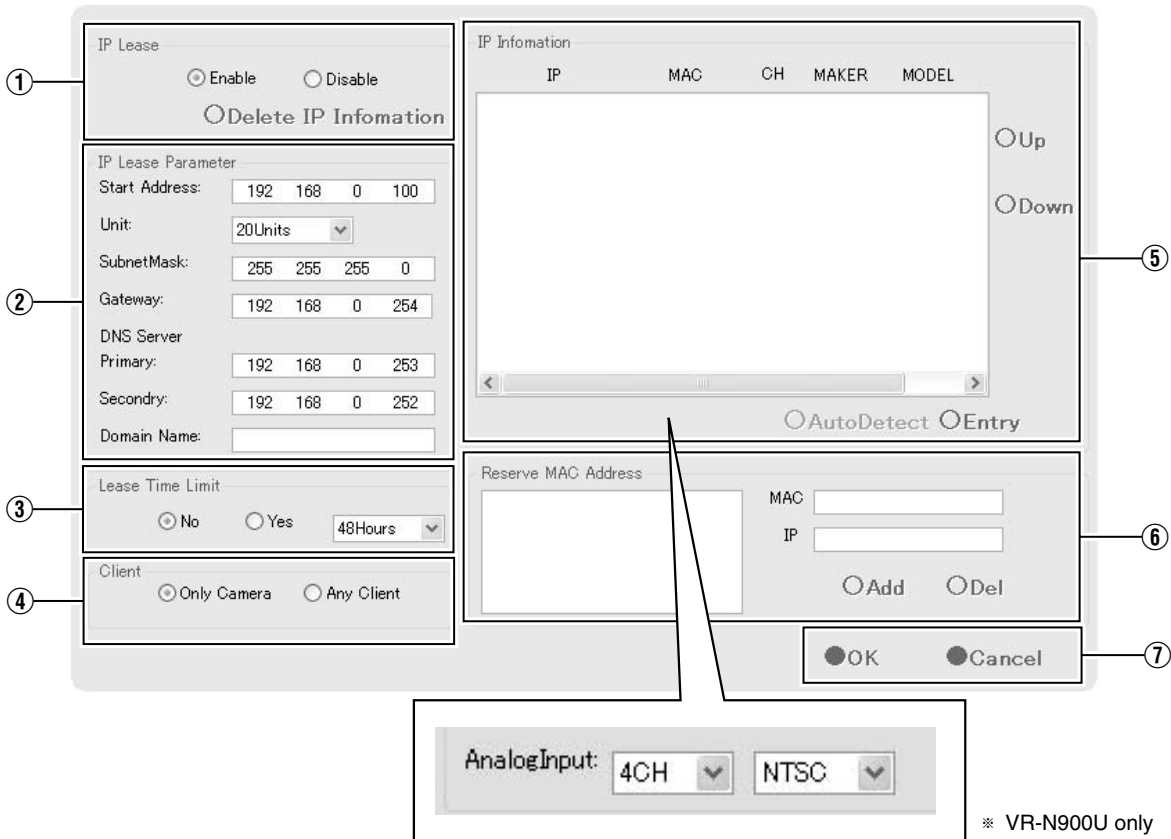 ①
IP Lease
Enable Disable
Delete IP Infomation
②
IP Lease Parameter
Start Address: 192 168 0 100
Unit: 20Units
SubnetMask: 255 255 255 0
Gateway: 192 168 0 254
DNS Server
Primary: 192 168 0 253
Secondry: 192 168 0 252
Domain Name:
③
Lease Time Limit
No Yes 48Hours
④
Client
Only Camera Any Client
⑤
IP Infomation
IP MAC CH MAKER MODEL
Up
Down
AutoDetect Entry
⑥
Reserve MAC Address
MAC
IP
Add Del
⑦
OK Cancel
AnalogInput: 4CH NTSC
※ VR-N900U only